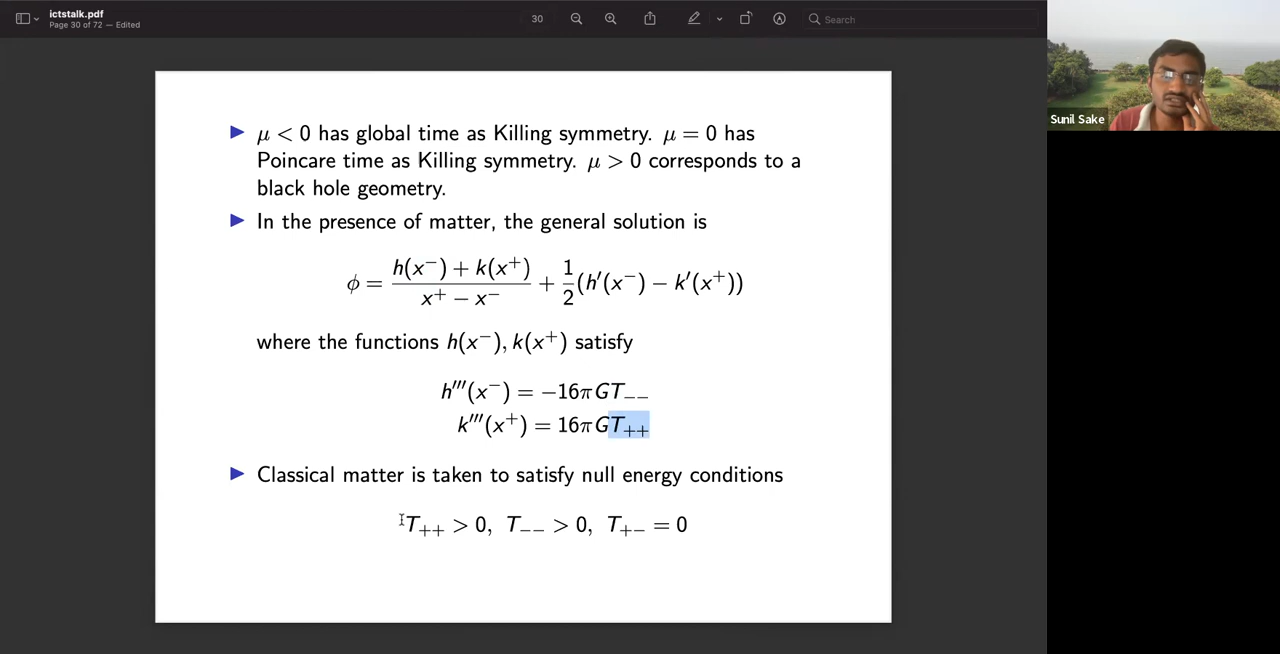 ictstalk.pdf
Page 30 of 72 — Edited
30
Search
Sunil Sake
▶ μ < 0 has global time as Killing symmetry. μ = 0 has
Poincare time as Killing symmetry. μ > 0 corresponds to a
black hole geometry.
▶ In the presence of matter, the general solution is
ϕ = (h(x⁻) + k(x⁺))/(x⁺ − x⁻) + 1/2 (h′(x⁻) − k′(x⁺))
where the functions h(x⁻), k(x⁺) satisfy
h‴(x⁻) = −16πGT₋₋
k‴(x⁺) = 16πGT₊₊
▶ Classical matter is taken to satisfy null energy conditions
T₊₊ > 0, T₋₋ > 0, T₊₋ = 0